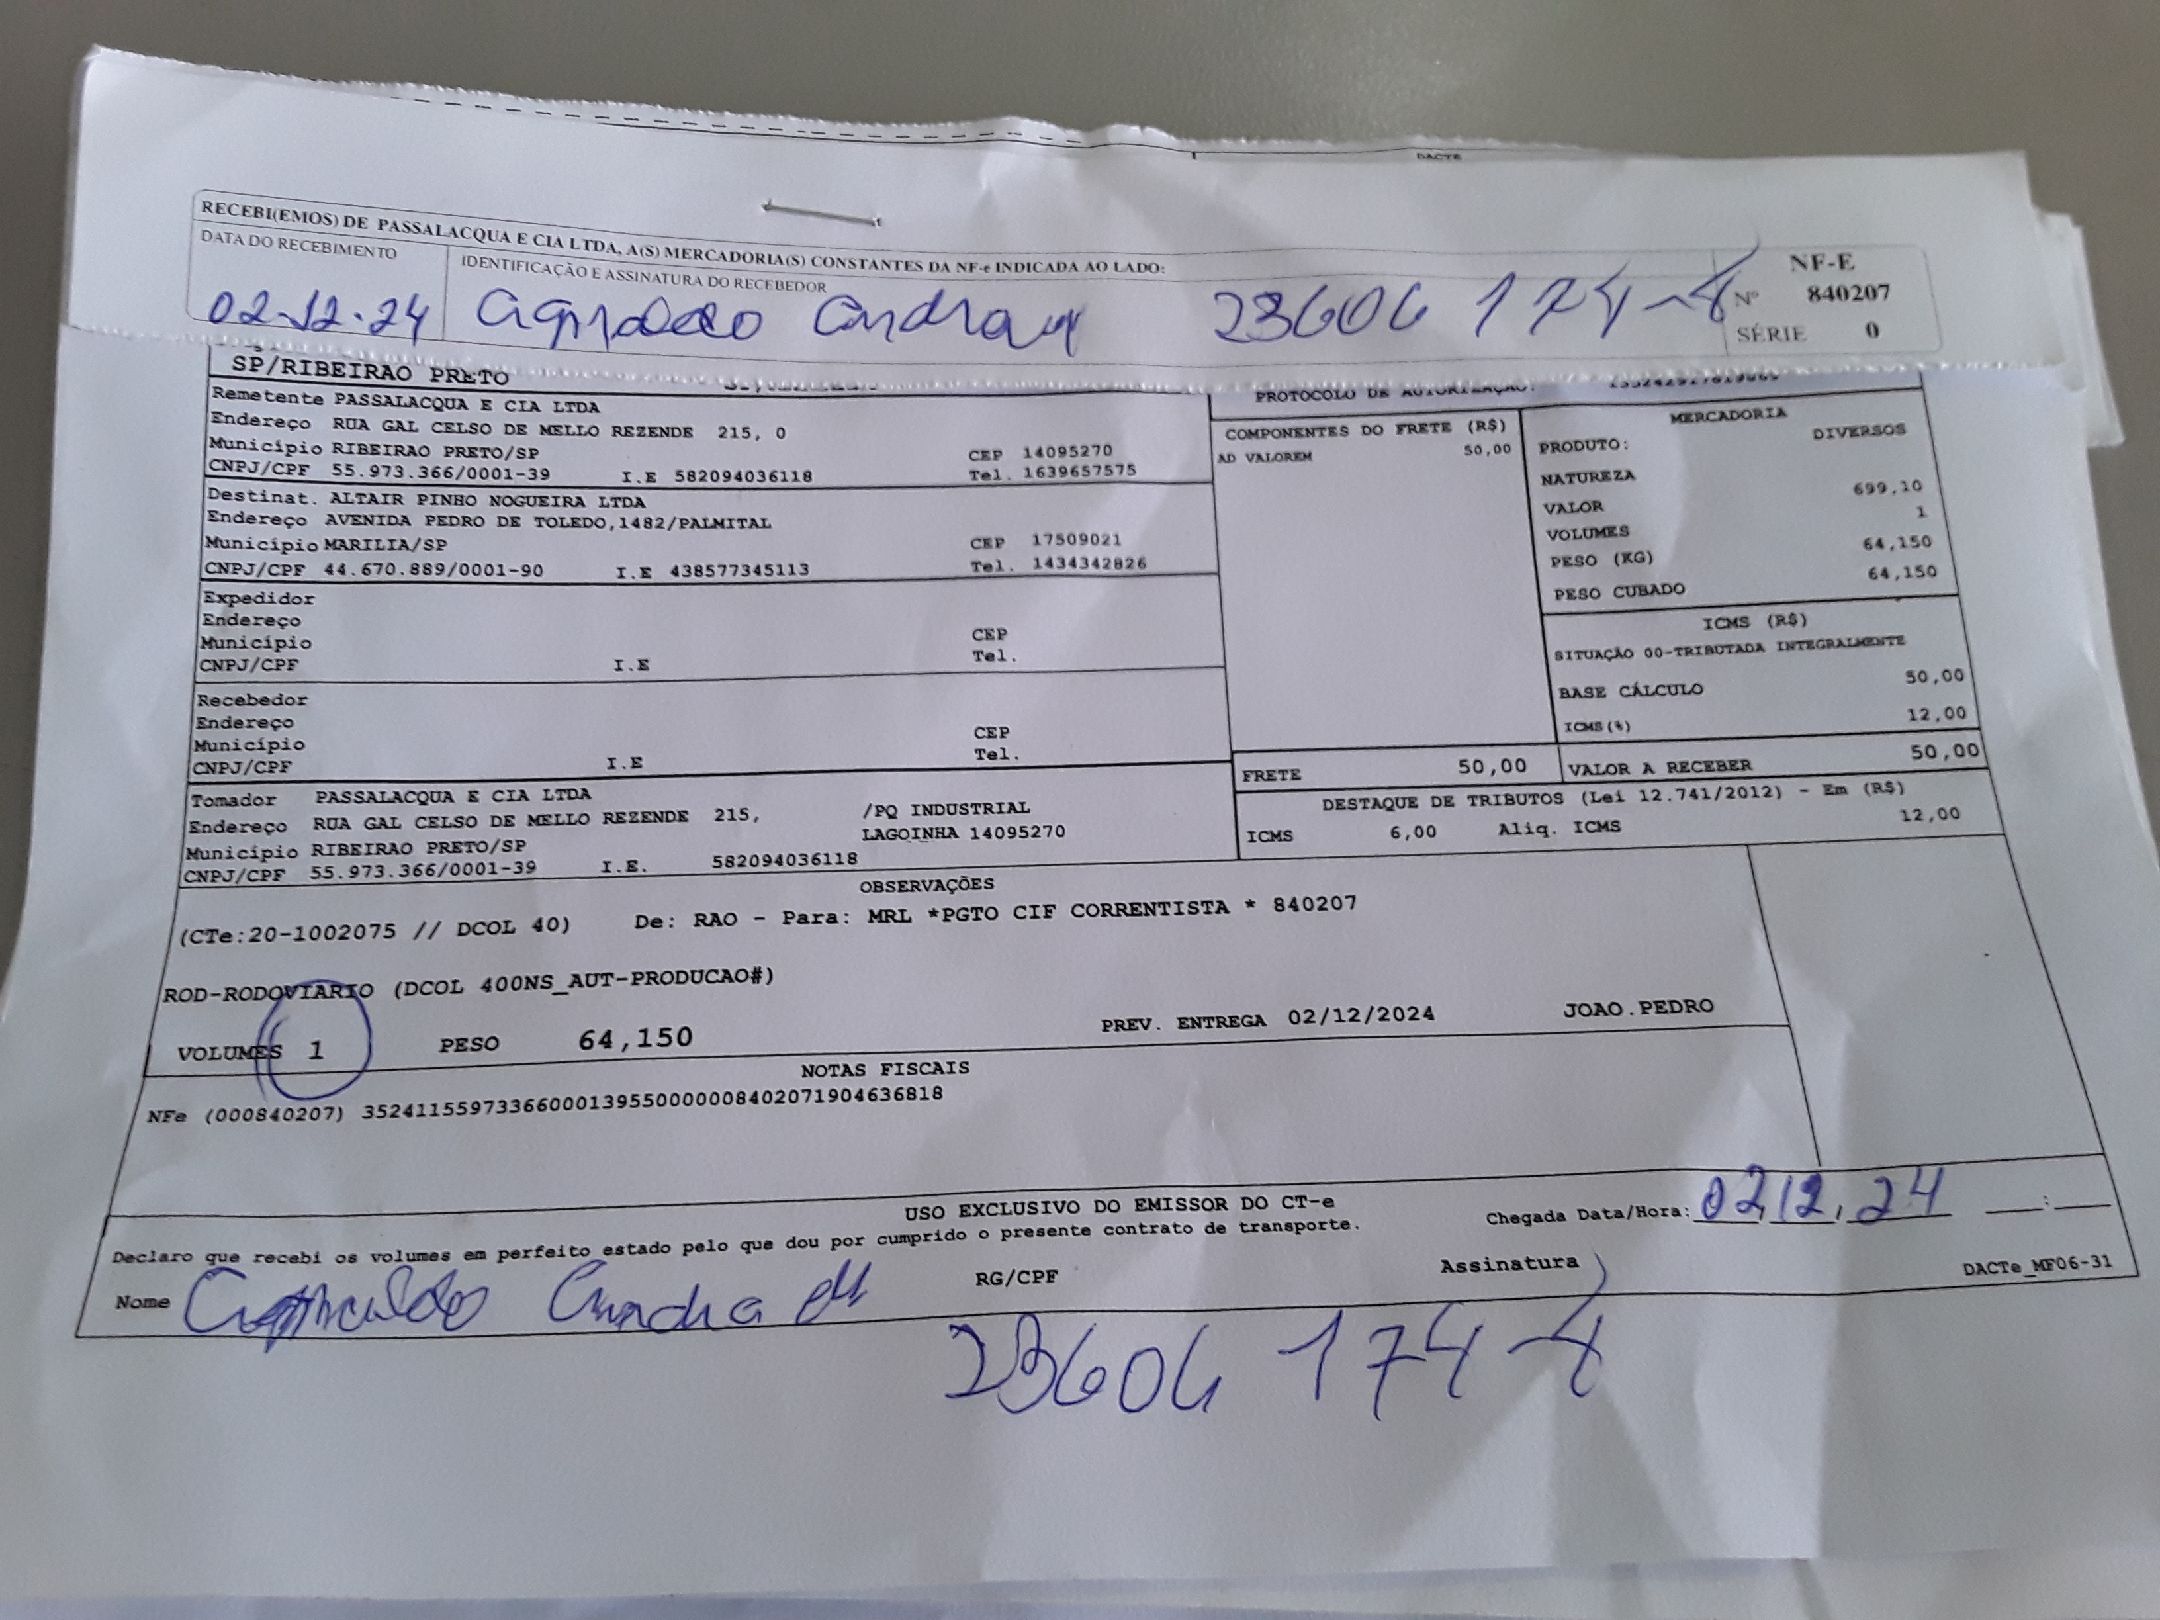 DACTE
RECEBI(EMOS) DE PASSALACQUA E CIA LTDA, A(S) MERCADORIA(S) CONSTANTES DA NF-e INDICADA AO LADO:
DATA DO RECEBIMENTO
02.12.24
IDENTIFICAÇÃO E ASSINATURA DO RECEBEDOR
23606 174-4
NF-E
Nº 840207
SÉRIE 0
SP/RIBEIRAO PRETO
PROTOCOLO DE AUTORIZAÇÃO:
Remetente PASSALACQUA E CIA LTDA
Endereço RUA GAL CELSO DE MELLO REZENDE 215, 0
Município RIBEIRAO PRETO/SP CEP 14095270
CNPJ/CPF 55.973.366/0001-39 I.E 582094036118 Tel. 1639657575
Destinat. ALTAIR PINHO NOGUEIRA LTDA
Endereço AVENIDA PEDRO DE TOLEDO,1482/PALMITAL
Município MARILIA/SP CEP 17509021
CNPJ/CPF 44.670.889/0001-90 I.E 438577345113 Tel. 1434342826
Expedidor
Endereço
Município CEP
CNPJ/CPF I.E Tel.
Recebedor
Endereço
Município CEP
CNPJ/CPF I.E Tel.
Tomador PASSALACQUA E CIA LTDA
Endereço RUA GAL CELSO DE MELLO REZENDE 215, /PQ INDUSTRIAL
Município RIBEIRAO PRETO/SP LAGOINHA 14095270
CNPJ/CPF 55.973.366/0001-39 I.E. 582094036118
COMPONENTES DO FRETE (R$)
AD VALOREM 50,00
MERCADORIA
PRODUTO: DIVERSOS
NATUREZA
VALOR 699,10
VOLUMES 1
PESO (KG) 64,150
PESO CUBADO 64,150
ICMS (R$)
SITUAÇÃO 00-TRIBUTADA INTEGRALMENTE
BASE CÁLCULO 50,00
ICMS(%) 12,00
FRETE 50,00 VALOR A RECEBER 50,00
DESTAQUE DE TRIBUTOS (Lei 12.741/2012) - Em (R$)
ICMS 6,00 Aliq. ICMS 12,00
OBSERVAÇÕES
(CTe:20-1002075 // DCOL 40) De: RAO - Para: MRL *PGTO CIF CORRENTISTA * 840207
ROD-RODOVIARIO (DCOL 400NS_AUT-PRODUCAO#)
VOLUMES 1 PESO 64,150 PREV. ENTREGA 02/12/2024 JOAO.PEDRO
NOTAS FISCAIS
NFe (000840207) 35241155973366000139550000008402071904636818
USO EXCLUSIVO DO EMISSOR DO CT-e
Declaro que recebi os volumes em perfeito estado pelo que dou por cumprido o presente contrato de transporte.
Chegada Data/Hora: 02,12,24 :
Nome RG/CPF Assinatura
DACTe_MF06-31
23606 174-4